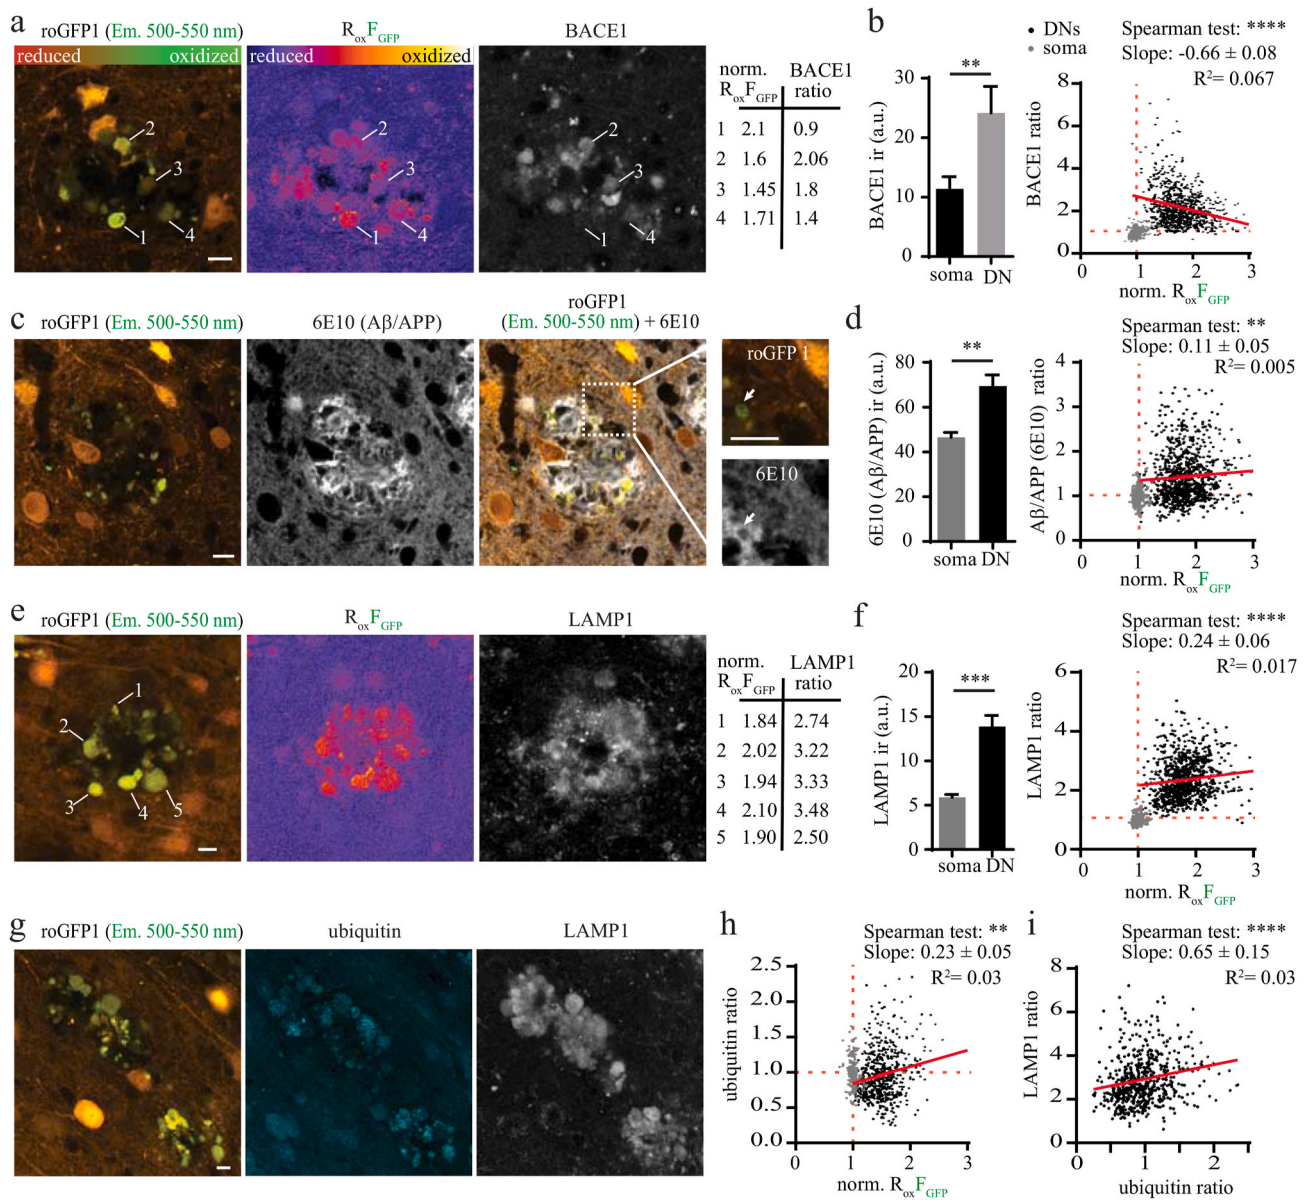 a
roGFP1 (Em. 500-550 nm)
RoxFGFP
BACE1
reduced oxidized
reduced oxidized
2
3
1
4
2
3
1
4
2
3
1
4
norm. RoxFGFP BACE1 ratio
1 2.1 0.9
2 1.6 2.06
3 1.45 1.8
4 1.71 1.4
b
DNs
soma
Spearman test: ****
Slope: -0.66 ± 0.08
R²= 0.067
BACE1 ir (a.u.)
30
20
10
0
**
soma DN
BACE1 ratio
8
6
4
2
0
0 1 2 3
norm. RoxFGFP
c
roGFP1 (Em. 500-550 nm)
6E10 (Aβ/APP)
roGFP1
(Em. 500-550 nm) + 6E10
roGFP 1
6E10
d
Spearman test: **
Slope: 0.11 ± 0.05
R²= 0.005
6E10 (Aβ/APP) ir (a.u.)
80
60
40
20
0
**
soma DN
Aβ/APP (6E10) ratio
4
3
2
1
0
0 1 2 3
norm. RoxFGFP
e
roGFP1 (Em. 500-550 nm)
RoxFGFP
LAMP1
1
2
3
4
5
norm. RoxFGFP LAMP1 ratio
1 1.84 2.74
2 2.02 3.22
3 1.94 3.33
4 2.10 3.48
5 1.90 2.50
f
Spearman test: ****
Slope: 0.24 ± 0.06
R²= 0.017
LAMP1 ir (a.u.)
20
15
10
5
0
***
soma DN
LAMP1 ratio
6
4
2
0
0 1 2 3
norm. RoxFGFP
g
roGFP1 (Em. 500-550 nm)
ubiquitin
LAMP1
h
Spearman test: **
Slope: 0.23 ± 0.05
R²= 0.03
ubiquitin ratio
2.5
2.0
1.5
1.0
0.5
0.0
0 1 2 3
norm. RoxFGFP
i
Spearman test: ****
Slope: 0.65 ± 0.15
R²= 0.03
LAMP1 ratio
8
6
4
2
0
0 1 2
ubiquitin ratio